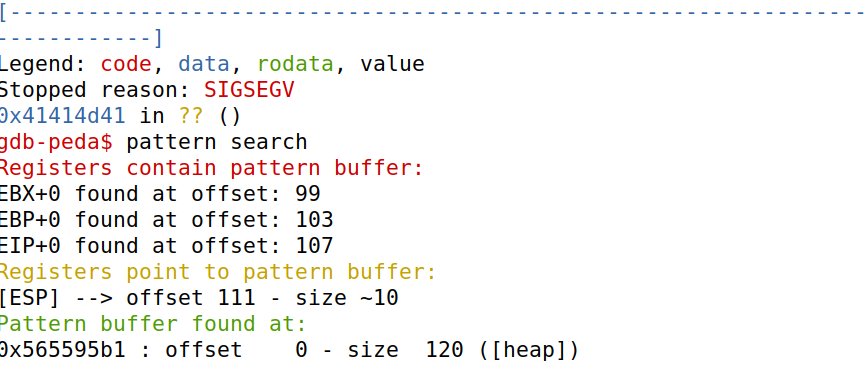 [------------------------------------------------------------------
------------]
Legend: code, data, rodata, value
Stopped reason: SIGSEGV
0x41414d41 in ?? ()
gdb-peda$ pattern search
Registers contain pattern buffer:
EBX+0 found at offset: 99
EBP+0 found at offset: 103
EIP+0 found at offset: 107
Registers point to pattern buffer:
[ESP] --> offset 111 - size ~10
Pattern buffer found at:
0x565595b1 : offset    0 - size  120 ([heap])